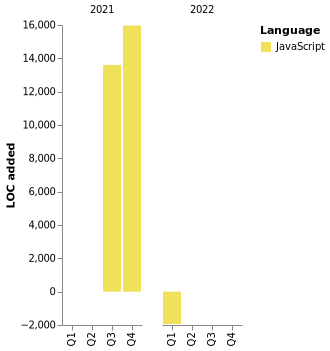 2021 2022
Language
JavaScript
LOC added
16,000
14,000
12,000
10,000
8,000
6,000
4,000
2,000
0
−2,000
Q1 Q2 Q3 Q4 Q1 Q2 Q3 Q4